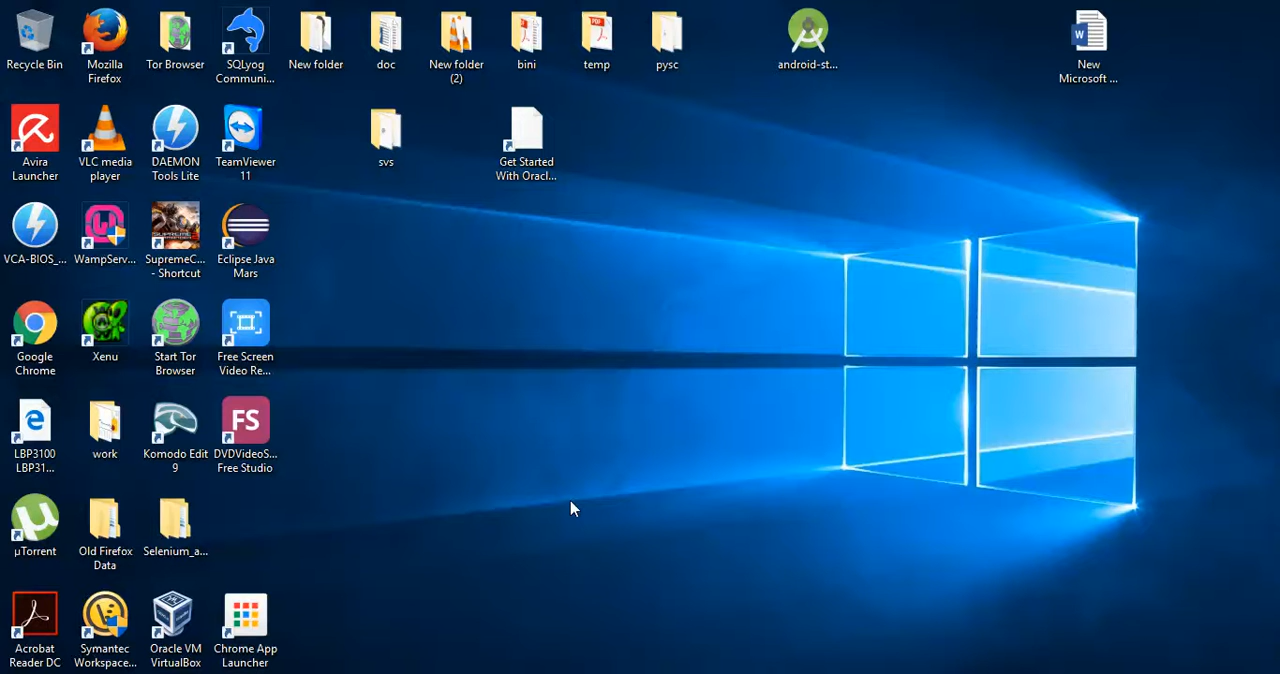 Recycle Bin
Mozilla
Firefox
Tor Browser
SQLyog
Communi...
New folder
doc
New folder
(2)
bini
temp
pysc
android-st...
New
Microsoft ...
Avira
Launcher
VLC media
player
DAEMON
Tools Lite
TeamViewer
11
svs
Get Started
With Oracl...
VCA-BIOS_...
WampServ...
SupremeC...
- Shortcut
Eclipse Java
Mars
Google
Chrome
Xenu
Start Tor
Browser
Free Screen
Video Re...
LBP3100
LBP31...
work
Komodo Edit
9
FS
DVDVideoS...
Free Studio
µTorrent
Old Firefox
Data
Selenium_a...
Acrobat
Reader DC
Symantec
Workspace...
Oracle VM
VirtualBox
Chrome App
Launcher